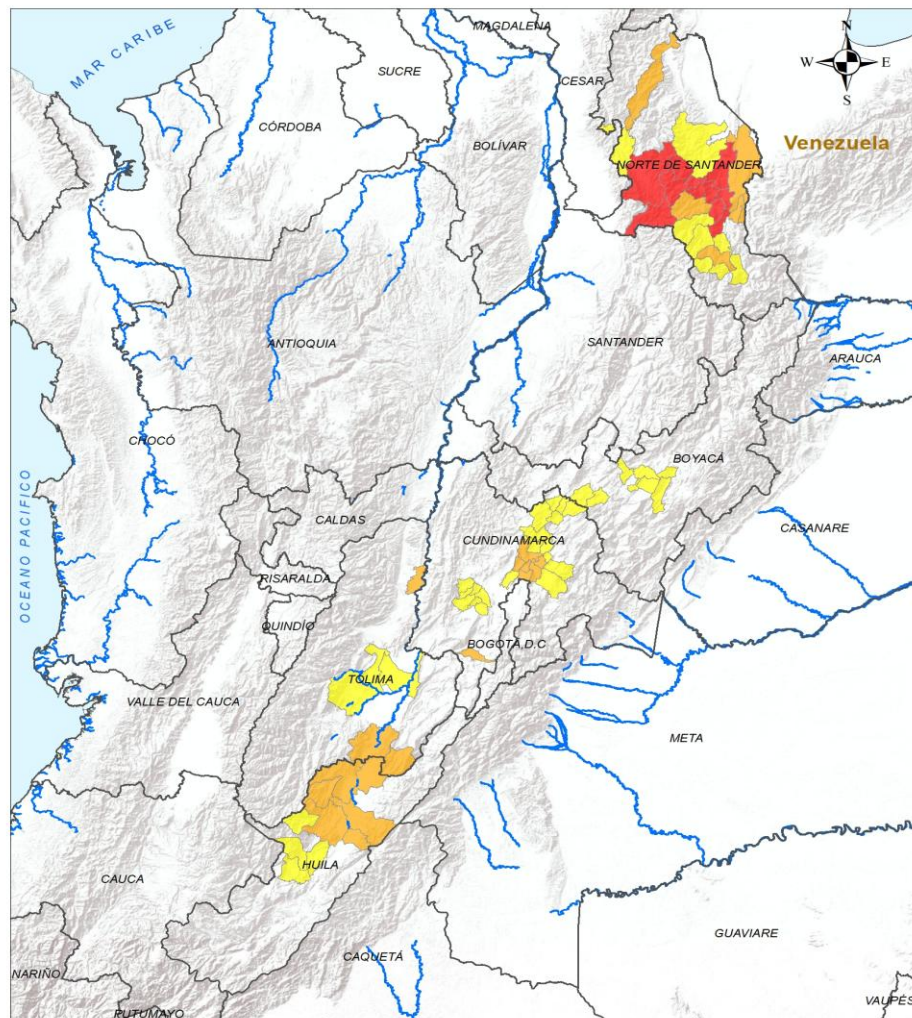 MAGDALENA
N
W
E
S
MAR CARIBE
SUCRE
CESAR
CÓRDOBA
BOLÍVAR
Venezuela
NORTE DE SANTANDER
ANTIOQUIA
SANTANDER
ARAUCA
CHOCÓ
BOYACÁ
OCEANO PACIFICO
CALDAS
CUNDINAMARCA
CASANARE
RISARALDA
QUINDÍO
BOGOTÁ,D.C
TOLIMA
VALLE DEL CAUCA
META
HUILA
CAUCA
GUAVIARE
CAQUETÁ
NARIÑO
VAUPÉS
PUTUMAYO